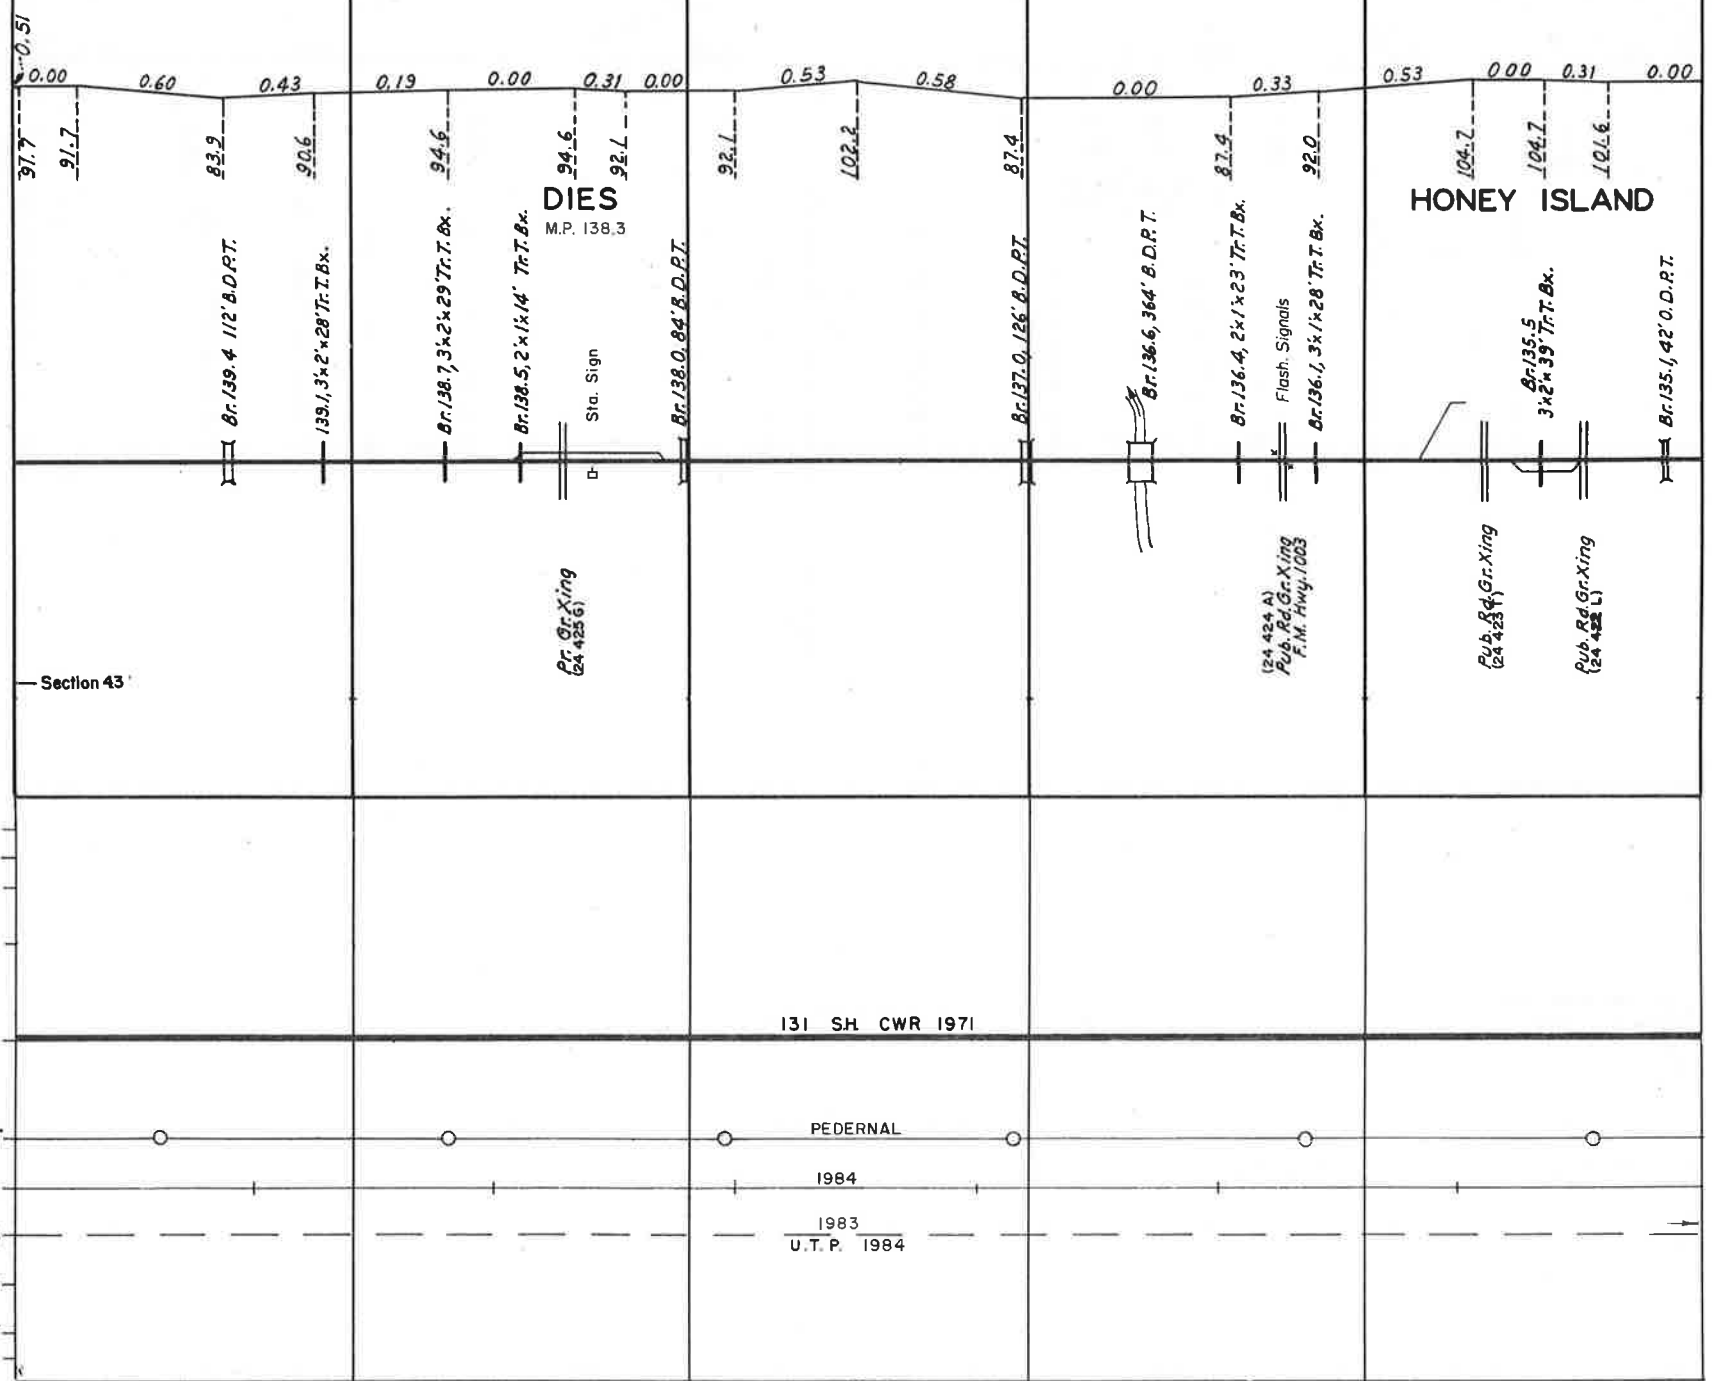 0.51
0.00 0.60 0.43 0.19 0.00 0.31 0.00 0.53 0.58 0.00 0.33 0.53 0.00 0.31 0.00
97.7 91.7 83.9 90.6 94.6 94.6 92.1 92.1 102.2 87.4 87.4 92.0 104.7 104.7 101.6
DIES
M.P. 138.3
HONEY ISLAND
Br. 139.4 112' B.D.P.T.
139.1, 3'x2'x28' Tr. T. Bx.
Br. 138.7, 3'x2'x29' Tr. T. Bx.
Br. 138.5, 2'x1'x14' Tr. T. Bx.
Sta. Sign
Br. 138.0, 84' B.D.P.T.
Br. 137.0, 126' B.D.P.T.
Br. 136.6, 364' B.D.P.T.
Br. 136.4, 2'x1'x23' Tr. T. Bx.
Flash. Signals
Br. 136.1, 3'x1'x28' Tr. T. Bx.
Br. 135.5
3'x2'x39' Tr. T. Bx.
Br. 135.1, 42' O.D.P.T.
Pr. Gr. Xing
(24 425 G)
(24 424 A)
Pub. Rd. Gr. Xing
F.M. Hwy. 1003
Pub. Rd. Gr. Xing
(24 423 T)
Pub. Rd. Gr. Xing
(24 422 L)
Section 43
131 S.H. CWR 1971
PEDERNAL
1984
1983
U.T.P. 1984